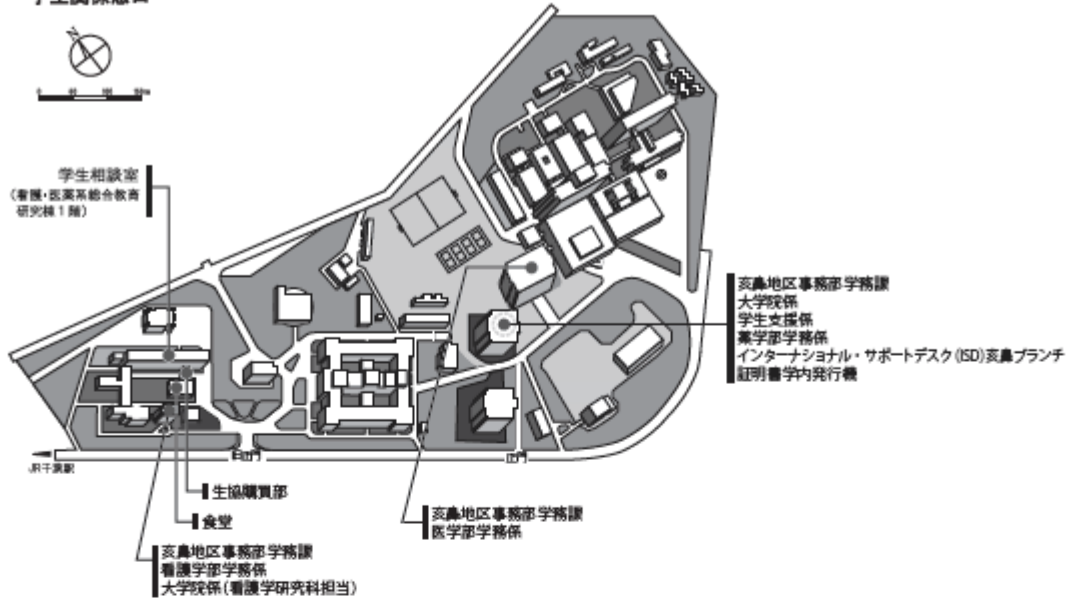 N
学生相談室
(看護・医薬系総合教育
研究棟1階)
亥鼻地区事務部学務課
大学院係
学生支援係
薬学部学務係
インターナショナル・サポートデスク(ISD)亥鼻ブランチ
証明書学内発行機
JR千葉駅
正門
生協購買部
食堂
亥鼻地区事務部学務課
医学部学務係
亥鼻地区事務部学務課
看護学部学務係
大学院係(看護学研究科担当)